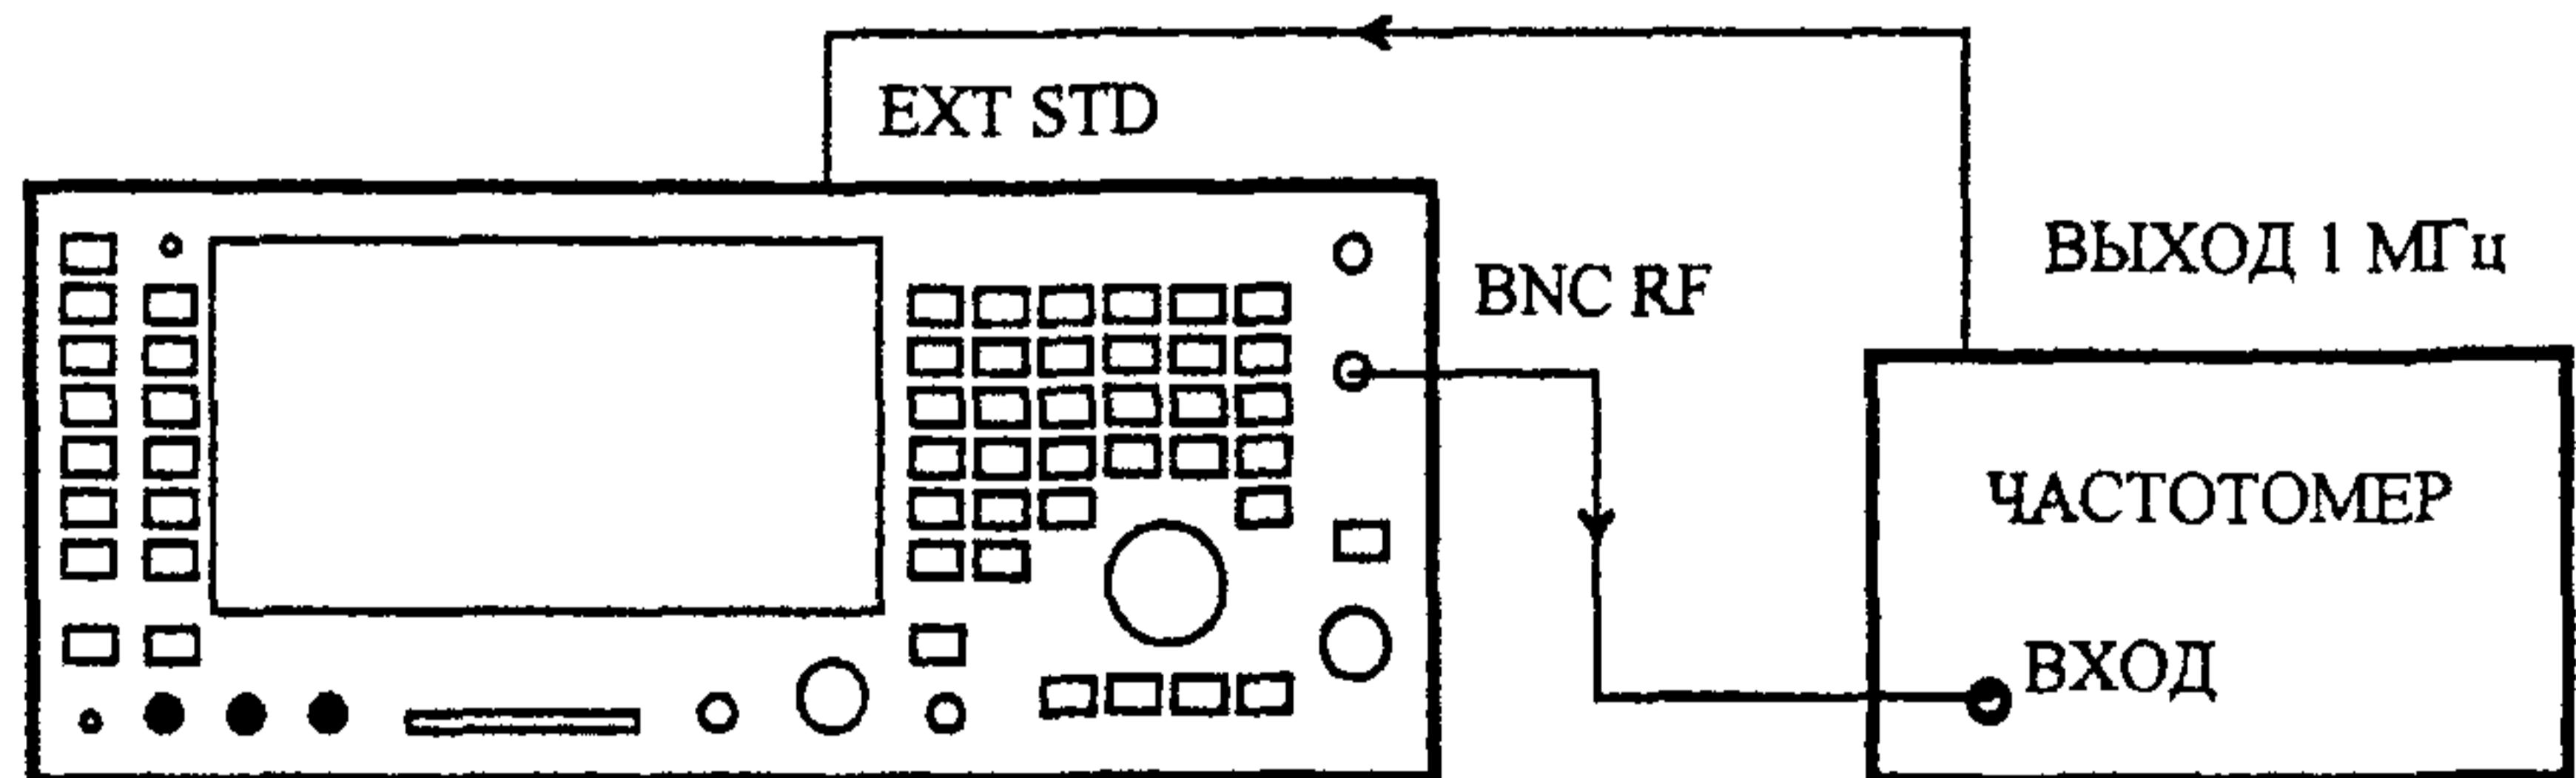 EXT STD
ВЫХОД 1 МГц
BNC RF
ЧАСТОТОМЕР
ВХОД